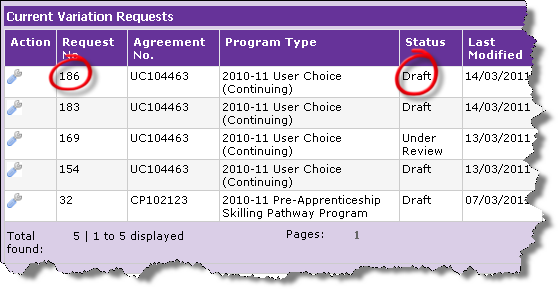 Current Variation Requests
Action Request No. Agreement No. Program Type Status Last Modified
186 UC104463 2010-11 User Choice (Continuing) Draft 14/03/2011
183 UC104463 2010-11 User Choice (Continuing) Draft 14/03/2011
169 UC104463 2010-11 User Choice (Continuing) Under Review 13/03/2011
154 UC104463 2010-11 User Choice (Continuing) Draft 13/03/2011
32 CP102123 2010-11 Pre-Apprenticeship Skilling Pathway Program Draft 07/03/2011
Total found: 5 | 1 to 5 displayed Pages: 1